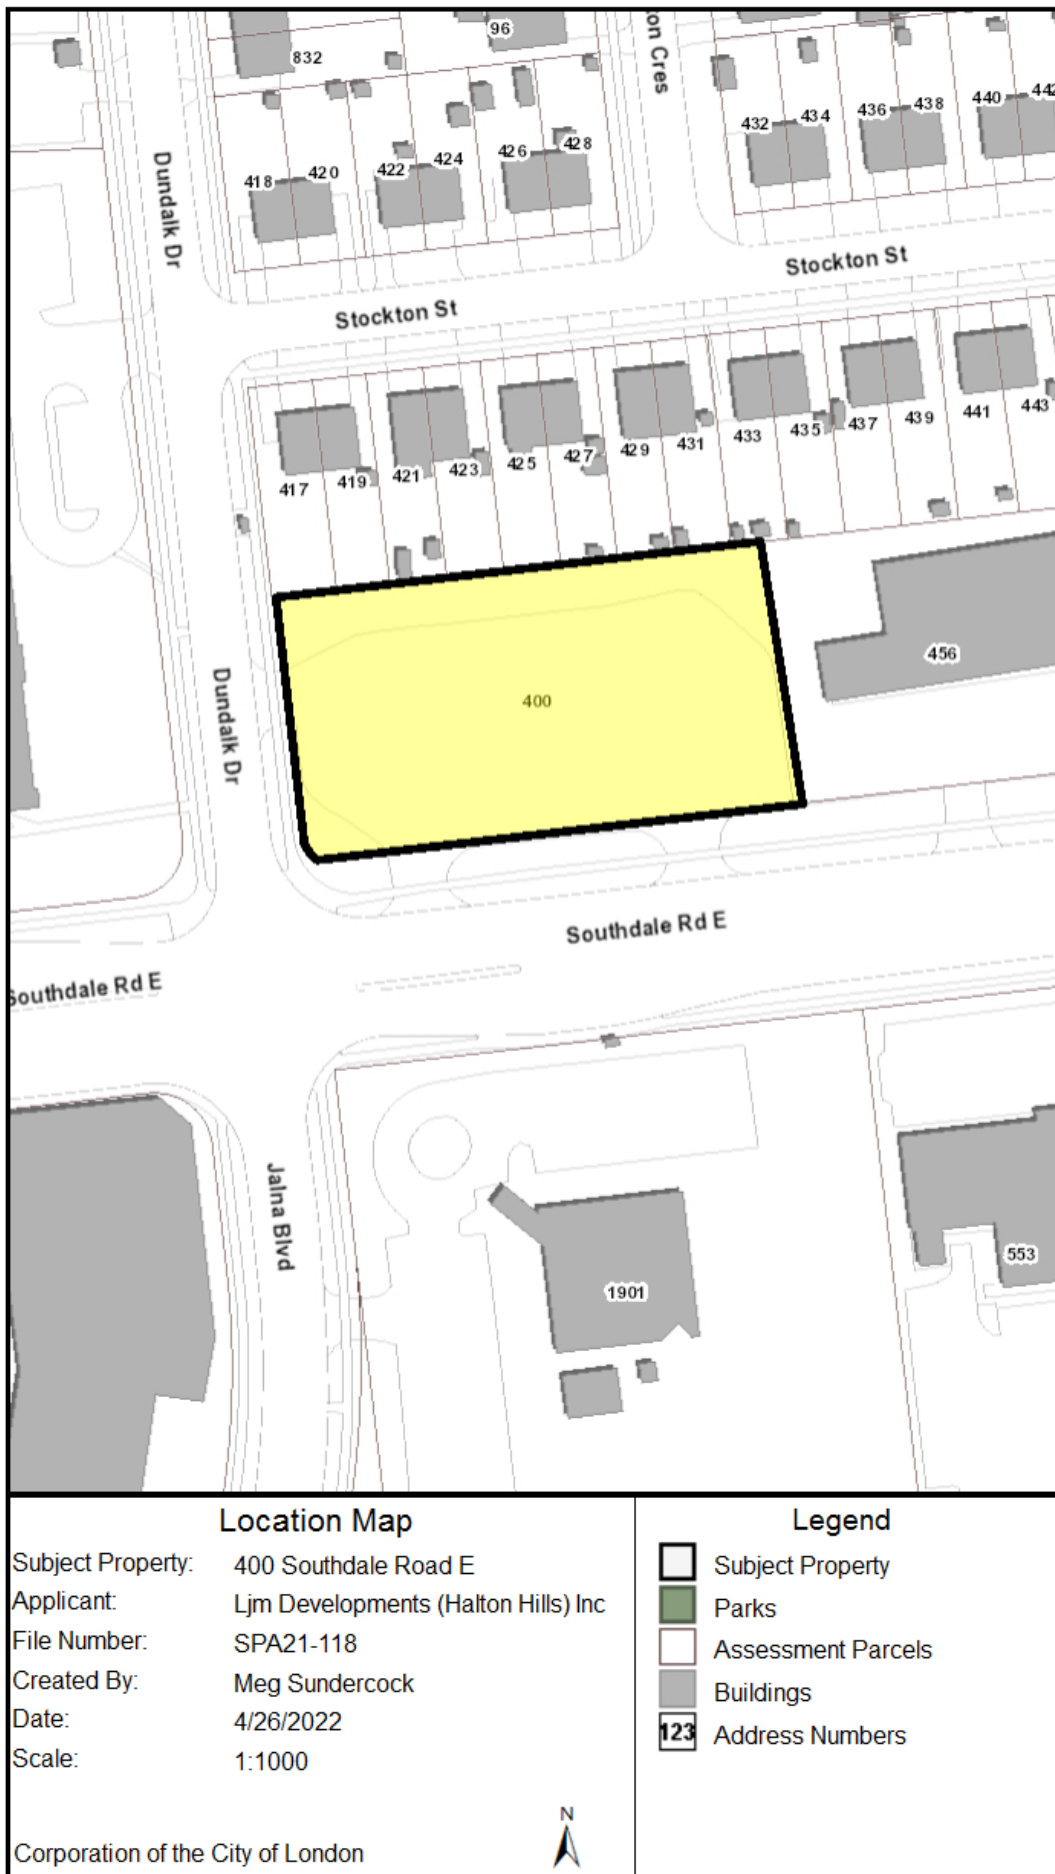 96
ton Cres
832
432 434
436 438
440 442
418 420
422 424
426 428
Dundalk Dr
Stockton St
Stockton St
417
419
421
423
425
427
429
431
433
435
437
439
441
443
Dundalk Dr
400
456
Southdale Rd E
Southdale Rd E
Jalna Blvd
1901
553
Location Map
Subject Property: 400 Southdale Road E
Applicant: Ljm Developments (Halton Hills) Inc
File Number: SPA21-118
Created By: Meg Sundercock
Date: 4/26/2022
Scale: 1:1000
N
Corporation of the City of London
Legend
Subject Property
Parks
Assessment Parcels
Buildings
123 Address Numbers